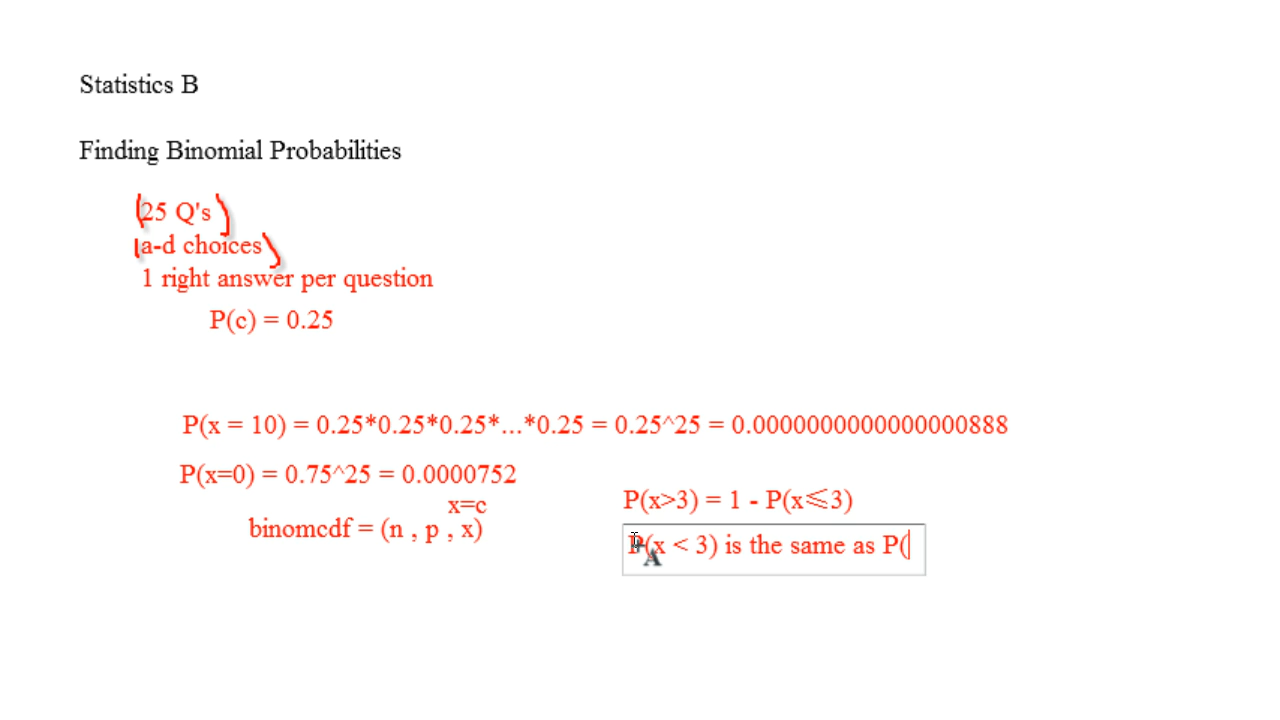 Statistics B
Finding Binomial Probabilities
25 Q's
a-d choices
1 right answer per question
P(c) = 0.25
P(x = 10) = 0.25*0.25*0.25*...*0.25 = 0.25^25 = 0.0000000000000000888
P(x=0) = 0.75^25 = 0.0000752
x=c
binomcdf = (n , p , x)
P(x>3) = 1 - P(x⩽3)
P(x < 3) is the same as P(